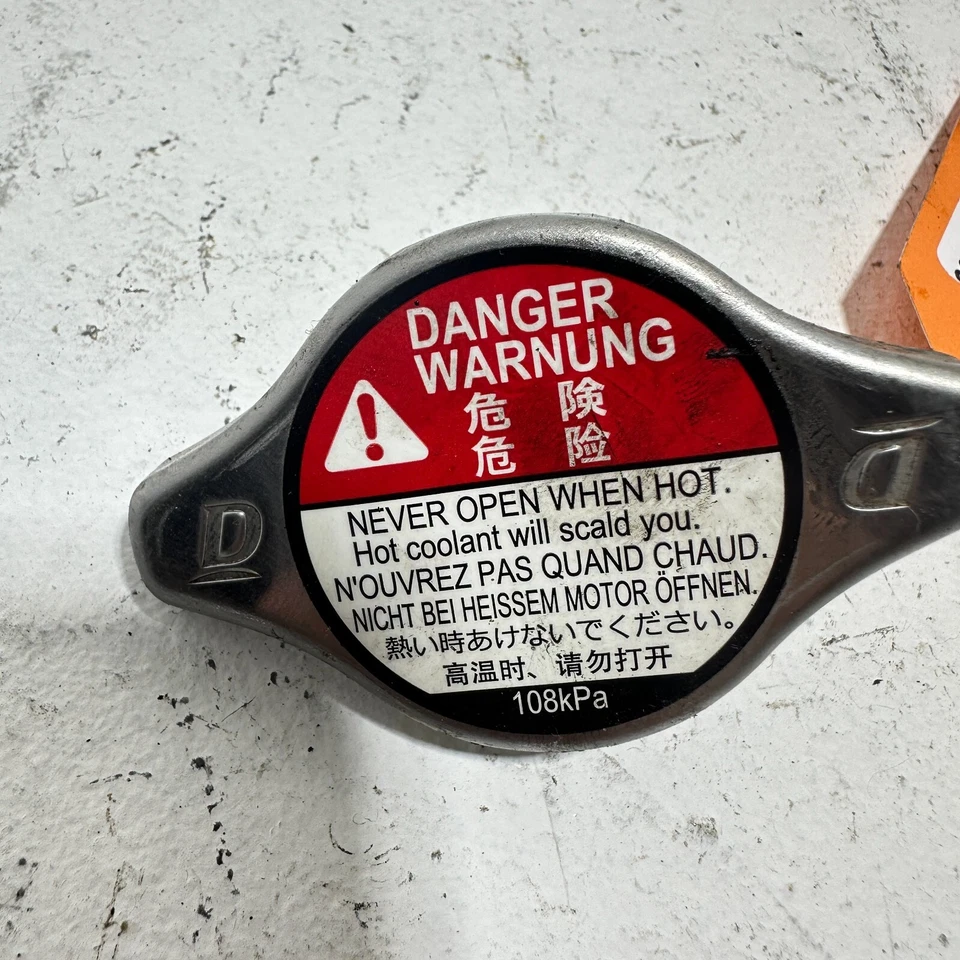 DANGER
WARNUNG
危 険
危 险
NEVER OPEN WHEN HOT.
Hot coolant will scald you.
N'OUVREZ PAS QUAND CHAUD.
NICHT BEI HEISSEM MOTOR ÖFFNEN.
熱い時あけないでください。
高温时、请勿打开
108kPa
D
D